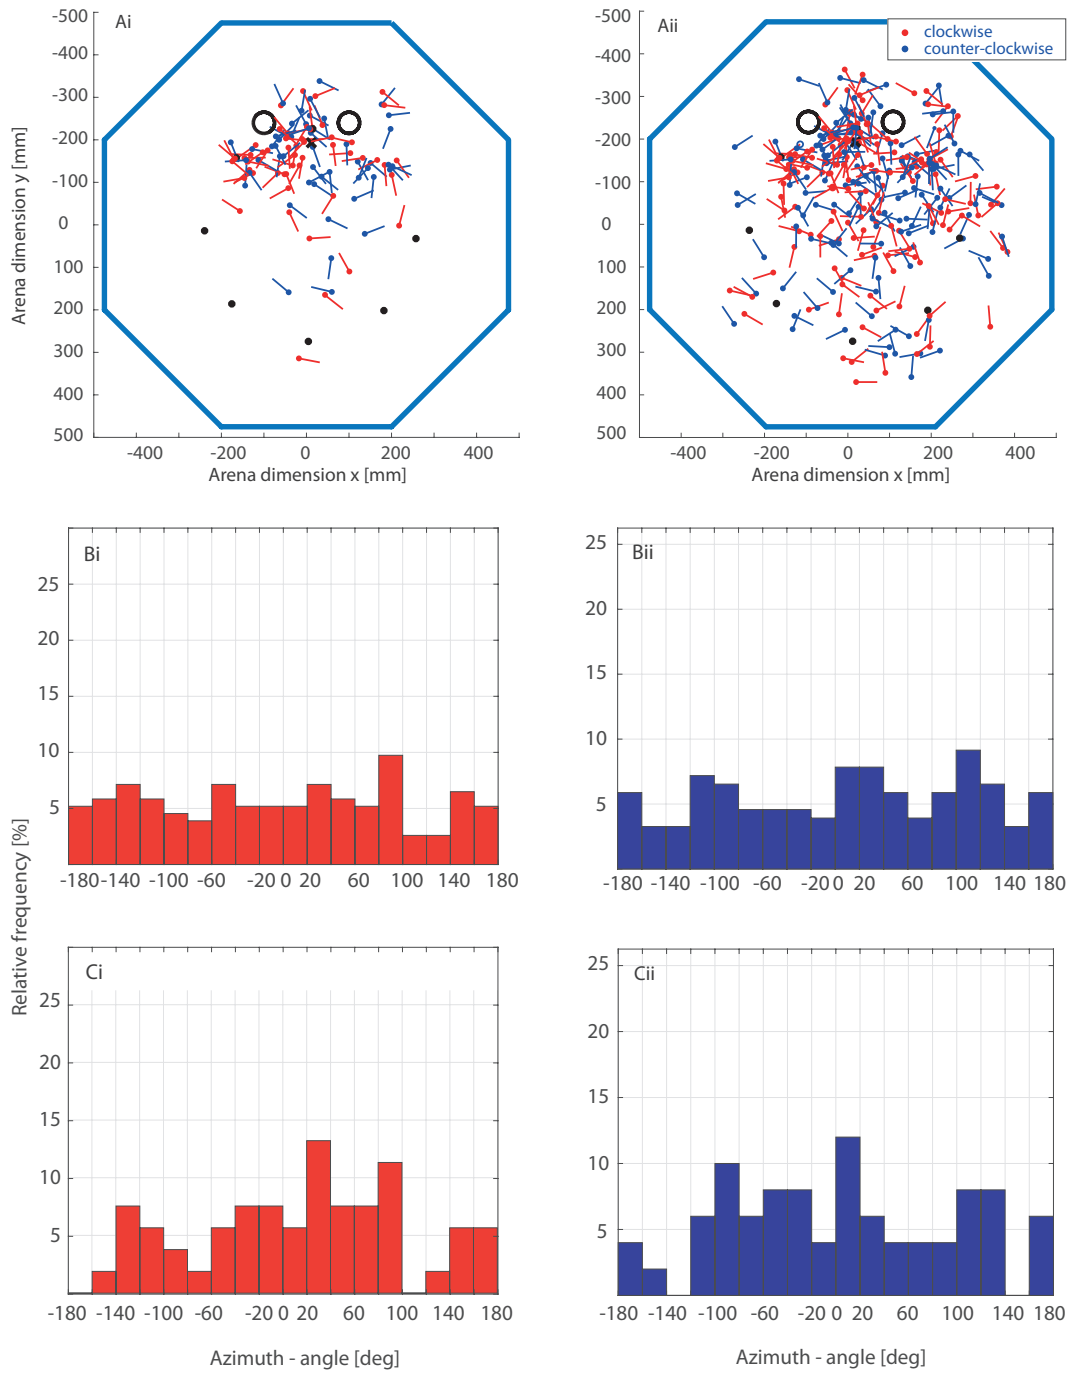 Ai
-500
-400
-300
-200
-100
0
100
200
300
400
500
-400 -200 0 200 400
Arena dimension x [mm]
Arena dimension y [mm]
Aii
clockwise
counter-clockwise
-500
-400
-300
-200
-100
0
100
200
300
400
500
-400 -200 0 200 400
Arena dimension x [mm]
Bi
25
20
15
10
5
-180 -140 -100 -60 -20 0 20 60 100 140 180
Bii
25
20
15
10
5
-180 -140 -100 -60 -200 0 20 60 100 140 180
Relative frequency [%]
Ci
25
20
15
10
5
-180 -140 -100 -60 -20 0 20 60 100 140 180
Azimuth - angle [deg]
Cii
25
20
15
10
5
-180 -140 -100 -60 -20 0 20 60 100 140 180
Azimuth - angle [deg]